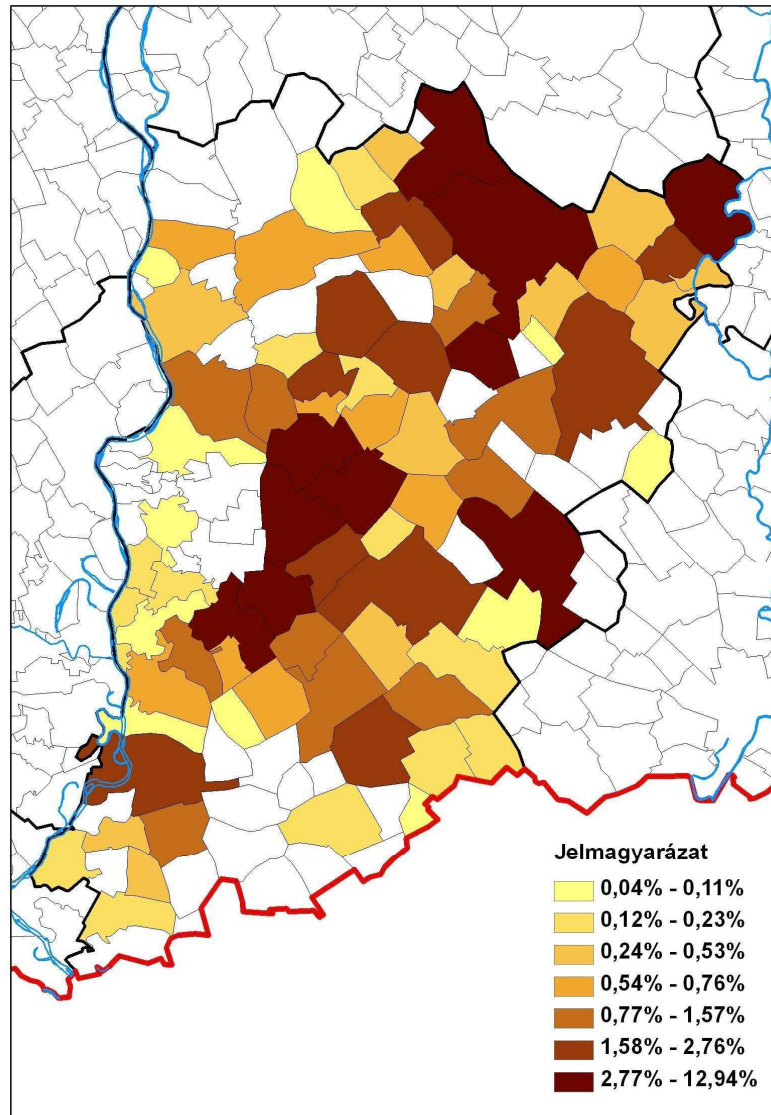 Jelmagyarázat
0,04% - 0,11%
0,12% - 0,23%
0,24% - 0,53%
0,54% - 0,76%
0,77% - 1,57%
1,58% - 2,76%
2,77% - 12,94%